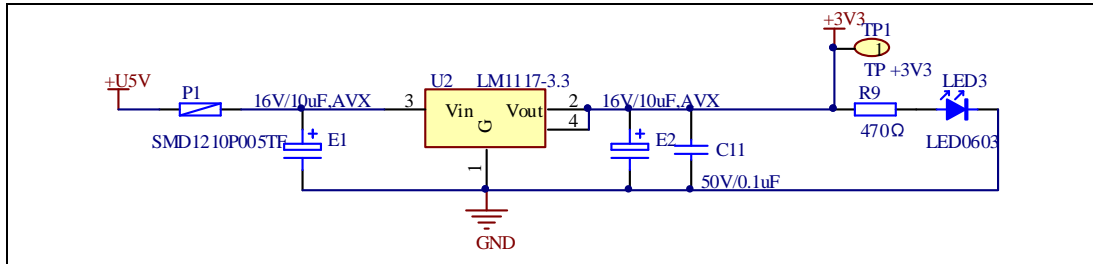 +3V3
TP1
1
TP +3V3
+U5V
P1
U2 LM1117-3.3
LED3
16V/10uF,AVX
3
Vin
Vout
2
16V/10uF,AVX
4
R9
G
SMD1210P005TF
E1
E2
C11
470Ω
LED0603
1
50V/0.1uF
GND